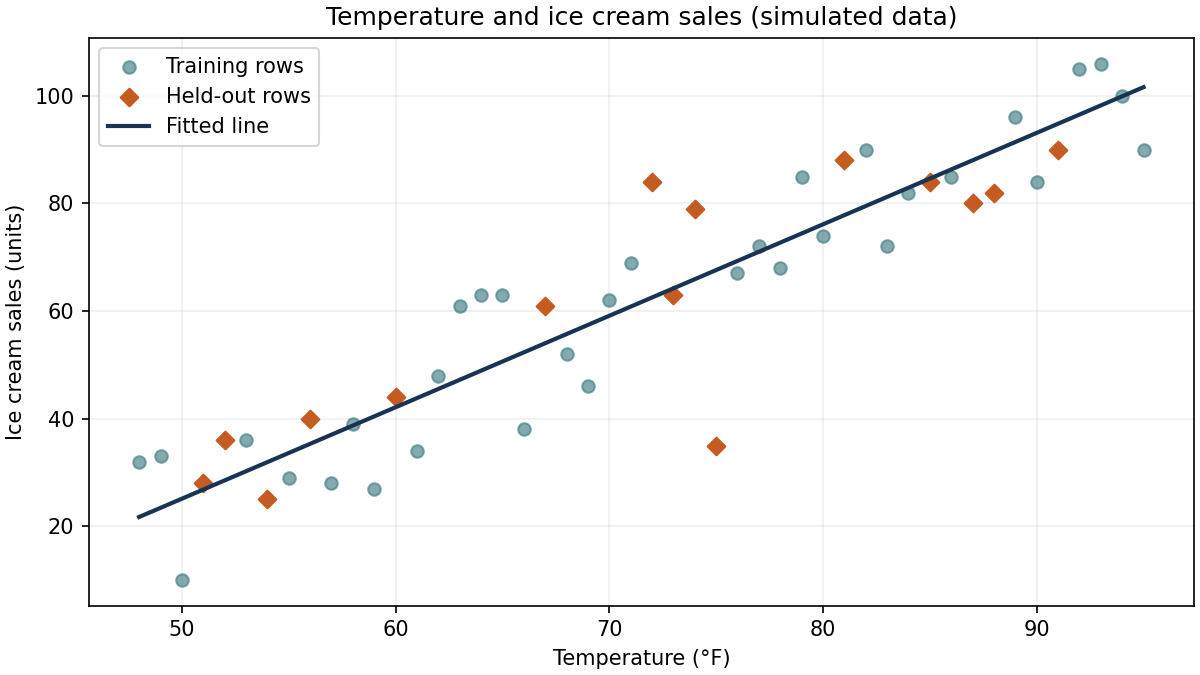 Temperature and ice cream sales (simulated data)
Training rows
Held-out rows
Fitted line
Ice cream sales (units)
100
80
60
40
20
50 60 70 80 90
Temperature (°F)